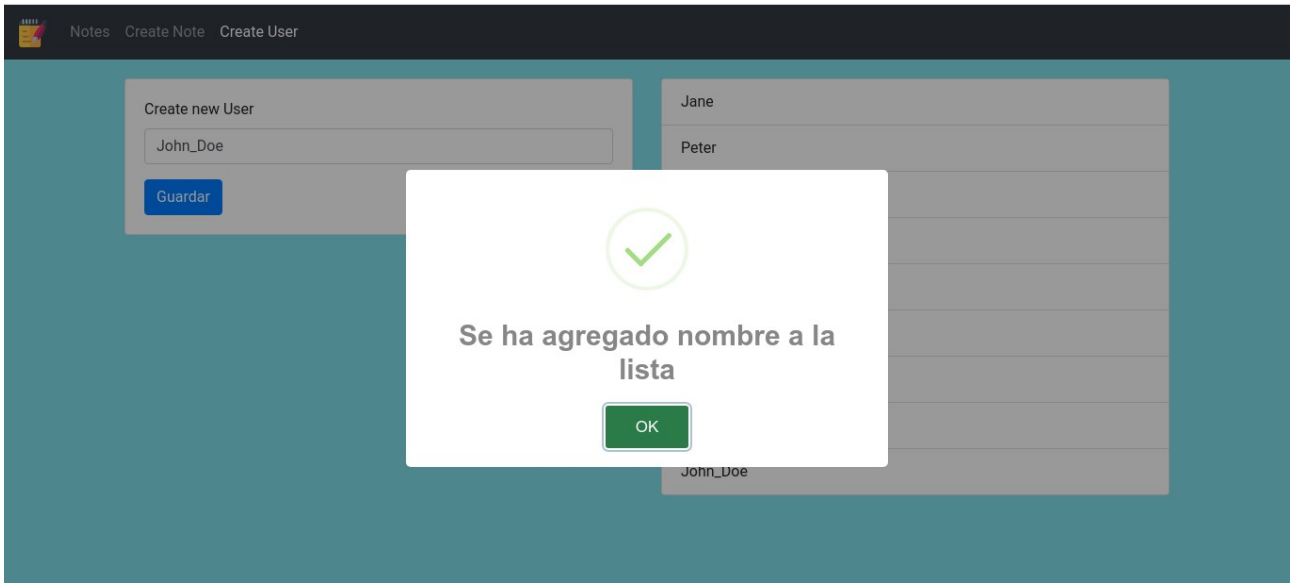 Notes Create Note Create User
Create new User
John_Doe
Guardar
Jane
Peter
John_Doe
Se ha agregado nombre a la
lista
OK